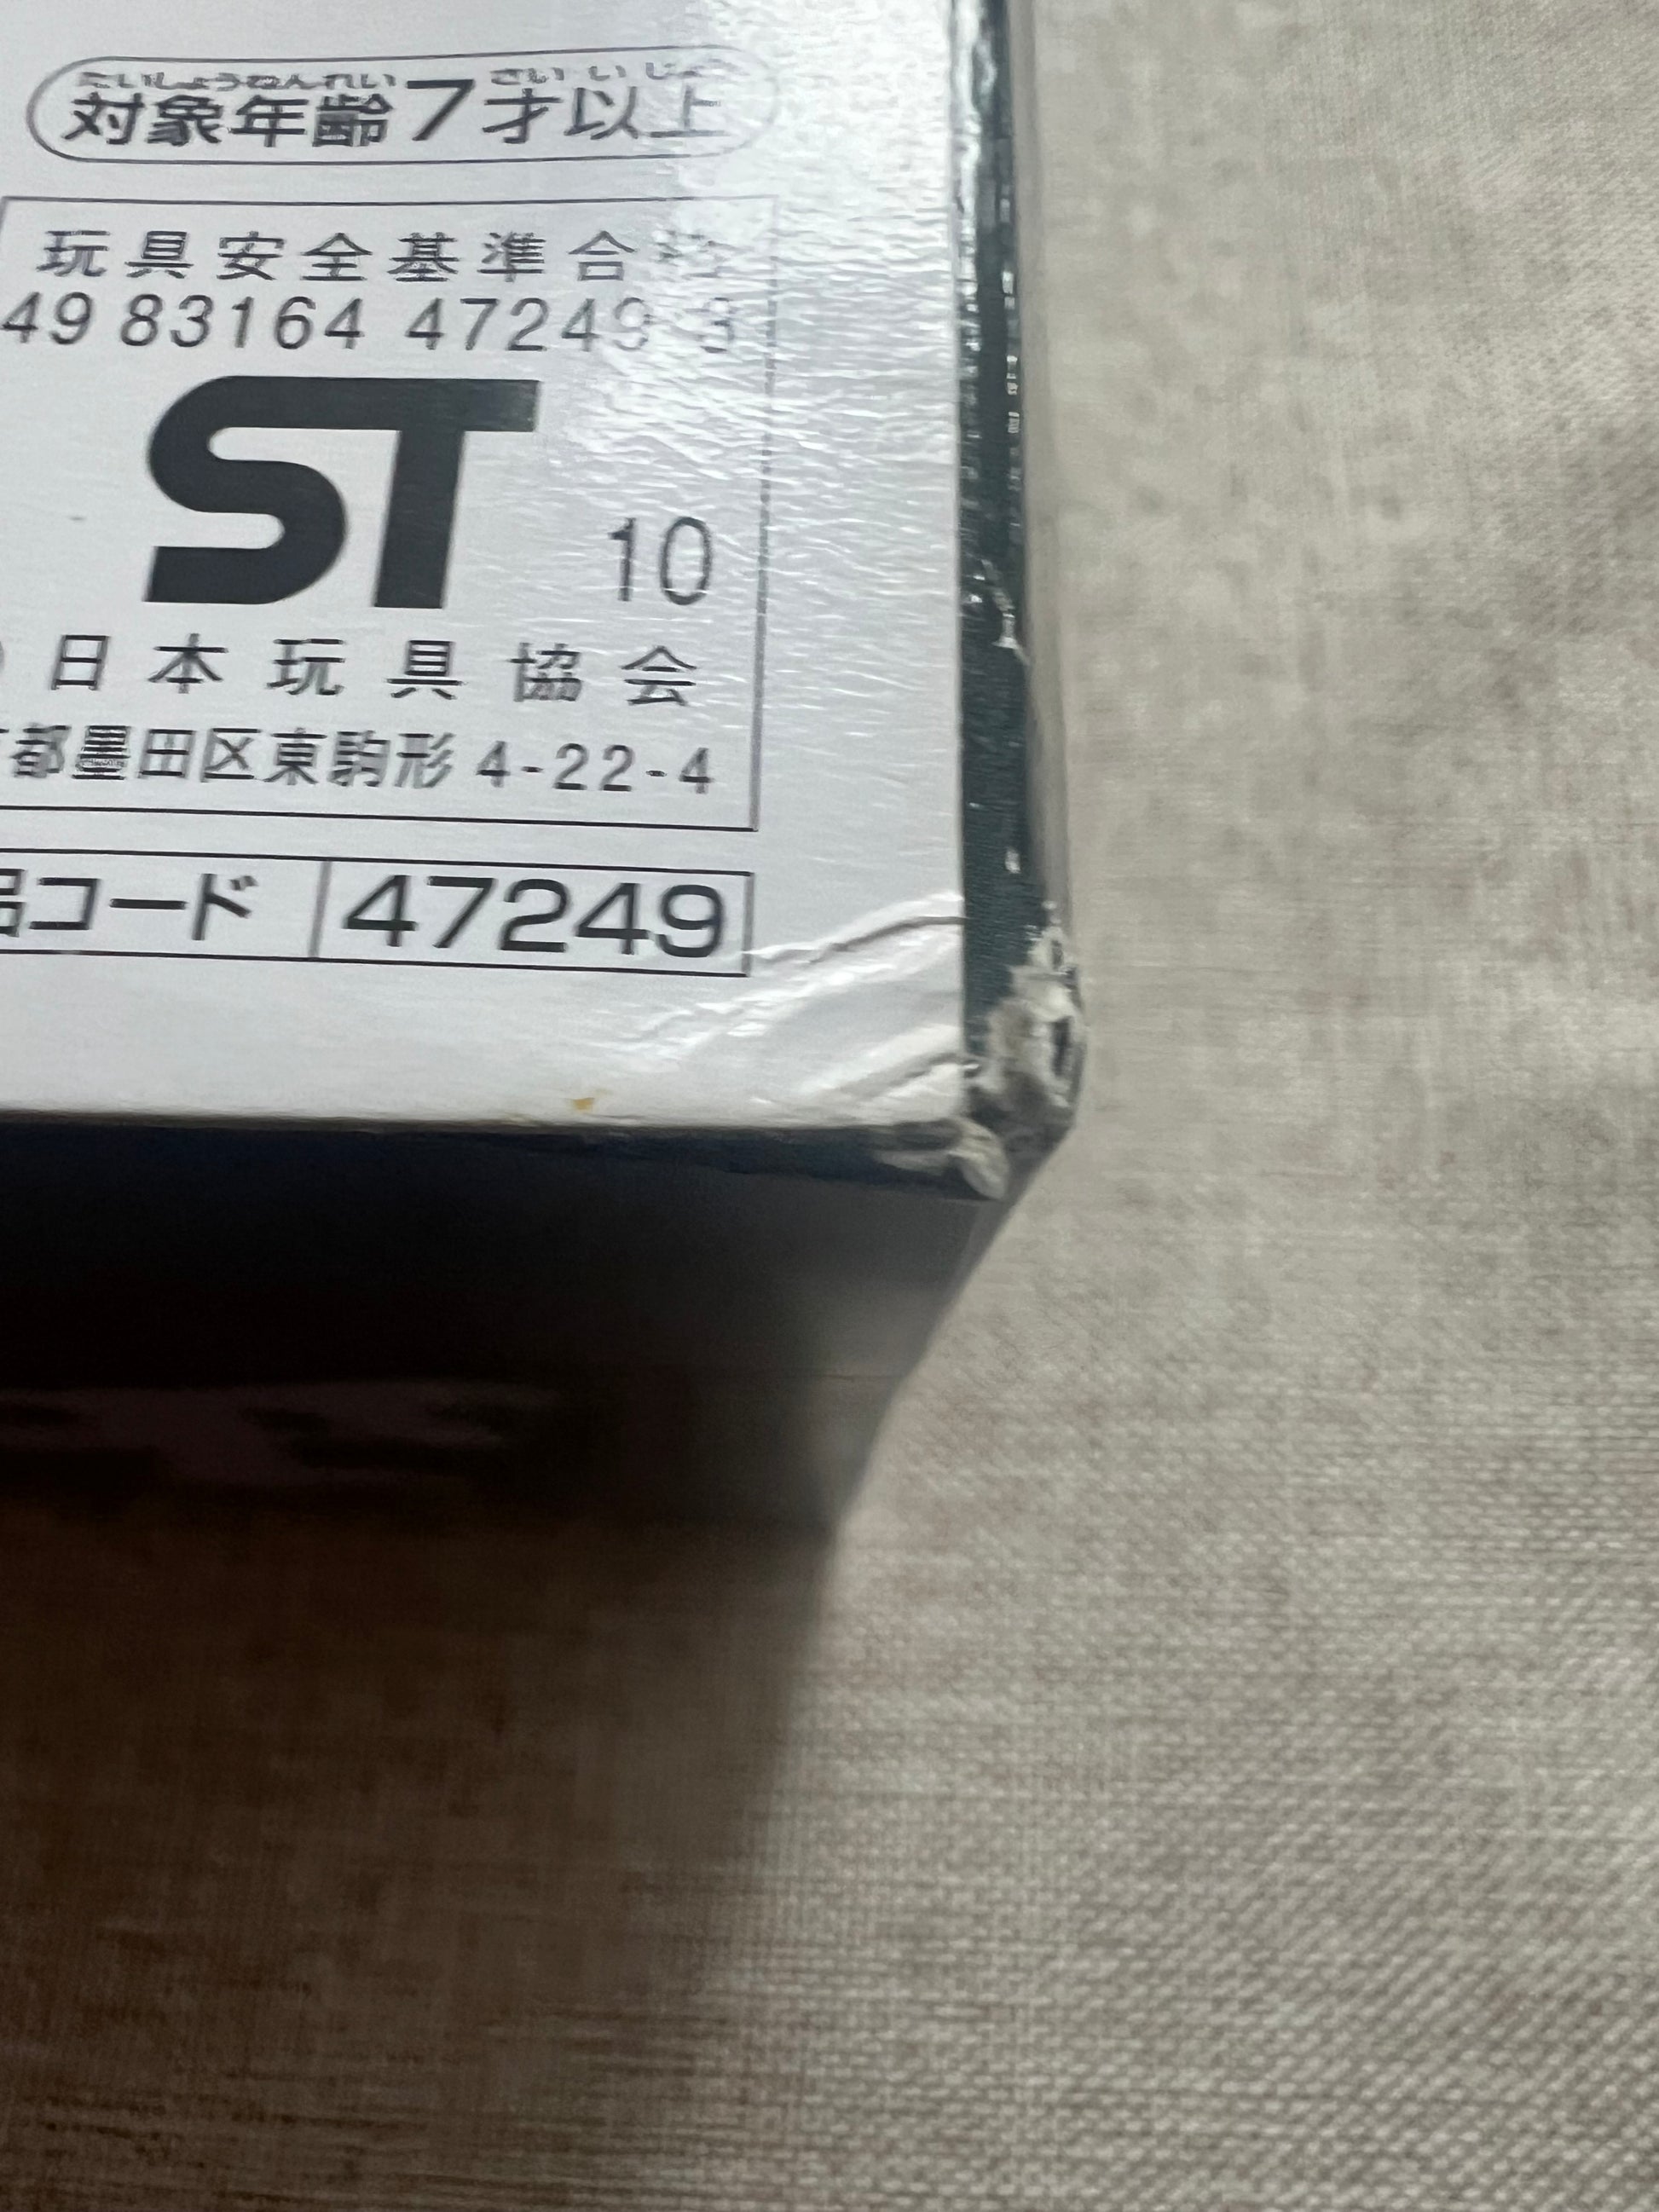 たいしょうねんれい さいいじょう
対象年齢7才以上
玩具安全基準合格
49 83164 47249 3
ST 10
日本玩具協会
都墨田区東駒形 4-22-4
品コード 47249